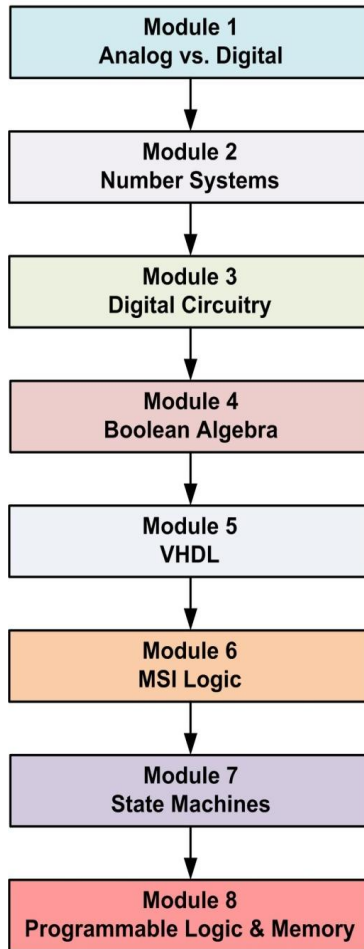 Module 1
Analog vs. Digital
Module 2
Number Systems
Module 3
Digital Circuitry
Module 4
Boolean Algebra
Module 5
VHDL
Module 6
MSI Logic
Module 7
State Machines
Module 8
Programmable Logic & Memory